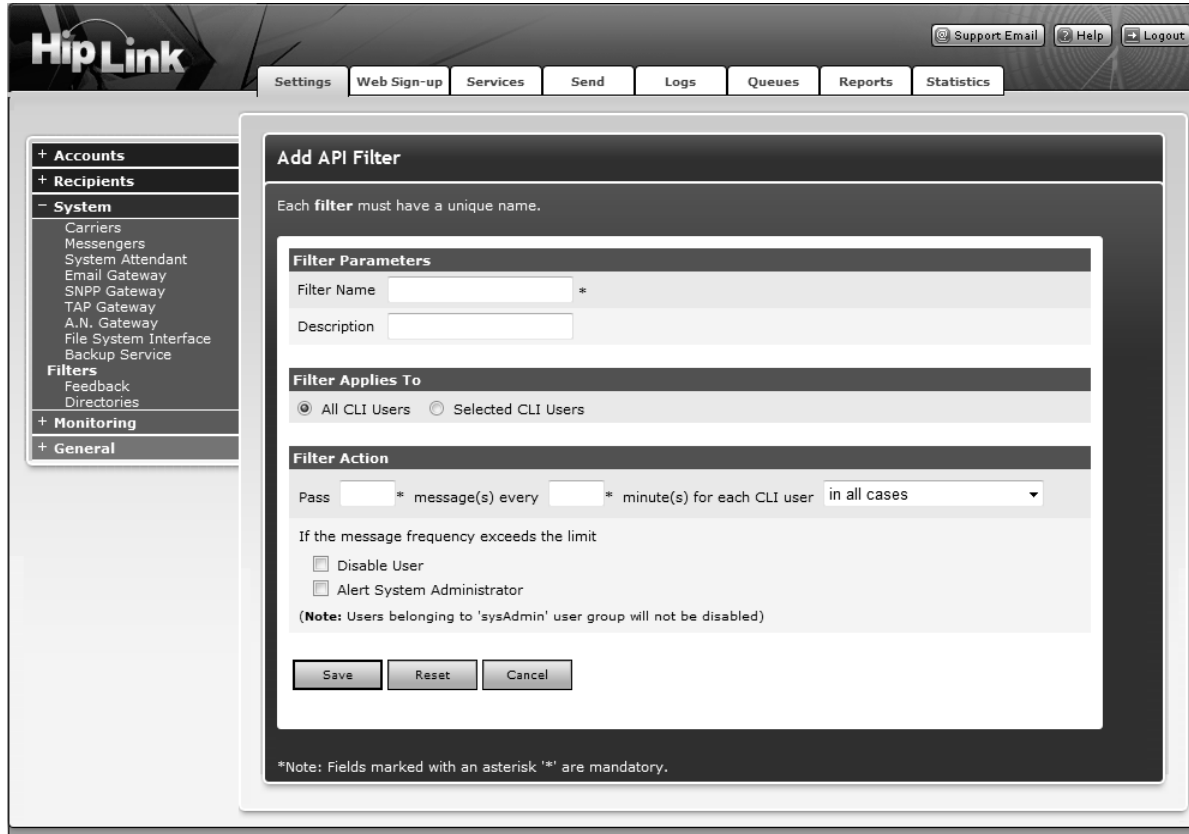 HipLink
Support Email
Help
Logout
Settings
Web Sign-up
Services
Send
Logs
Queues
Reports
Statistics
+ Accounts
+ Recipients
− System
Carriers
Messengers
System Attendant
Email Gateway
SNPP Gateway
TAP Gateway
A.N. Gateway
File System Interface
Backup Service
Filters
Feedback
Directories
+ Monitoring
+ General
Add API Filter
Each filter must have a unique name.
Filter Parameters
Filter Name *
Description
Filter Applies To
All CLI Users Selected CLI Users
Filter Action
Pass * message(s) every * minute(s) for each CLI user in all cases
If the message frequency exceeds the limit
Disable User
Alert System Administrator
(Note: Users belonging to 'sysAdmin' user group will not be disabled)
Save Reset Cancel
*Note: Fields marked with an asterisk '*' are mandatory.